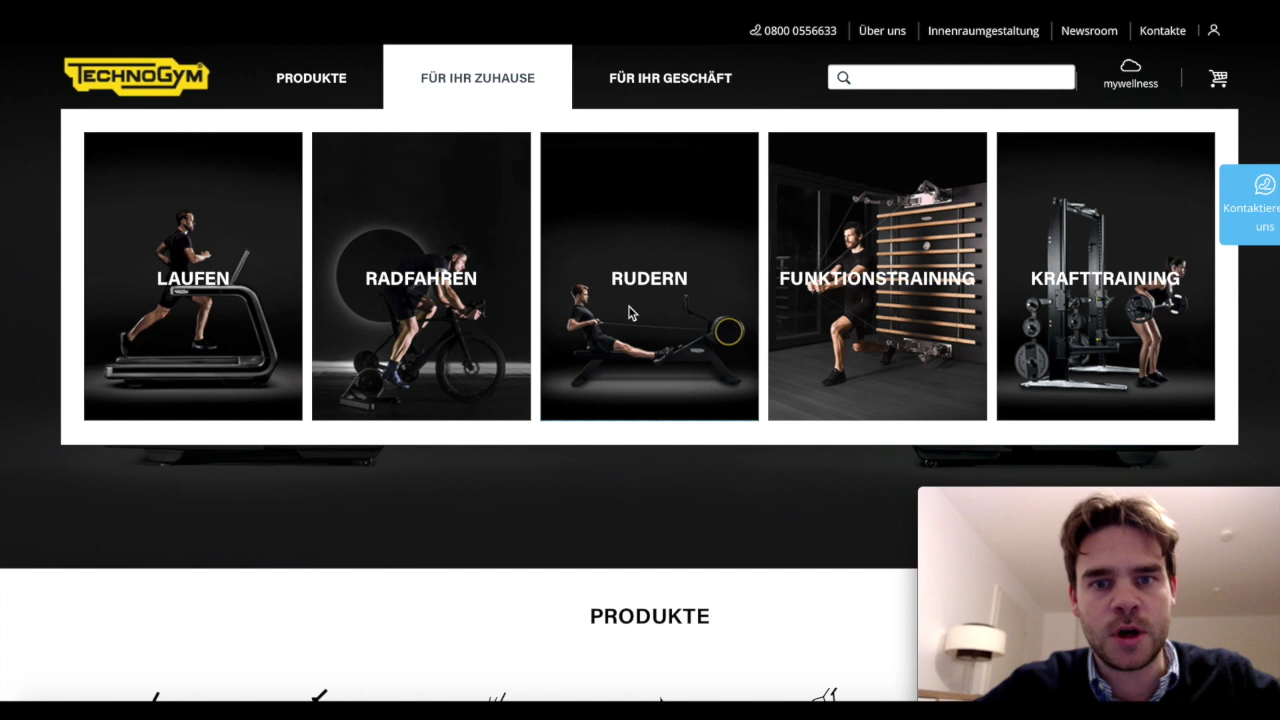 0800 0556633
Über uns
Innenraumgestaltung
Newsroom
Kontakte
TECHNOGYM
PRODUKTE
FÜR IHR ZUHAUSE
FÜR IHR GESCHÄFT
mywellness
LAUFEN
RADFAHREN
RUDERN
FUNKTIONSTRAINING
KRAFTTRAINING
uns
PRODUKTE